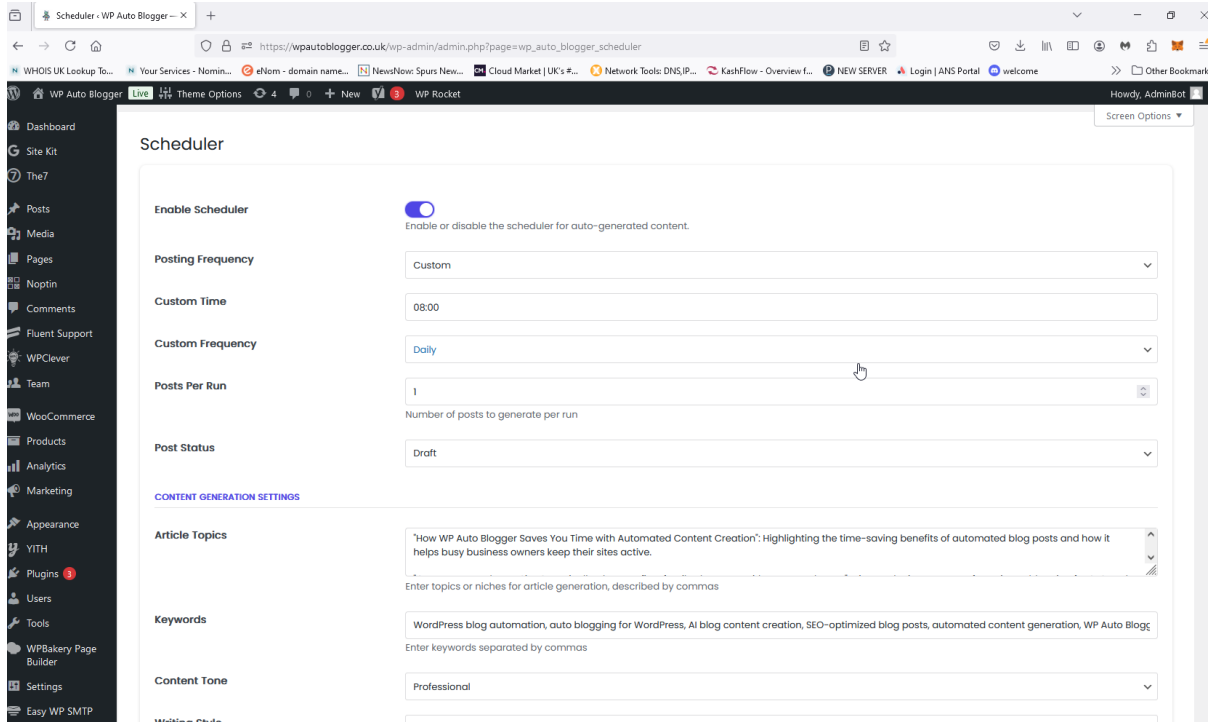 Scheduler ‹ WP Auto Blogger —
https://wpautoblogger.co.uk/wp-admin/admin.php?page=wp_auto_blogger_scheduler
WHOIS UK Lookup To... Your Services - Nomin... eNom - domain name... NewsNow: Spurs New... Cloud Market | UK's #... Network Tools: DNS,IP... KashFlow - Overview f... NEW SERVER Login | ANS Portal welcome Other Bookmark
WP Auto Blogger Live Theme Options 4 0 + New 3 WP Rocket Howdy, AdminBot
Screen Options ▼
Dashboard
Site Kit
The7
Posts
Media
Pages
Noptin
Comments
Fluent Support
WPClever
Team
WooCommerce
Products
Analytics
Marketing
Appearance
YITH
Plugins 3
Users
Tools
WPBakery Page
Builder
Settings
Easy WP SMTP
Scheduler
Enable Scheduler
Enable or disable the scheduler for auto-generated content.
Posting Frequency
Custom
Custom Time
08:00
Custom Frequency
Daily
Posts Per Run
1
Number of posts to generate per run
Post Status
Draft
CONTENT GENERATION SETTINGS
Article Topics
"How WP Auto Blogger Saves You Time with Automated Content Creation": Highlighting the time-saving benefits of automated blog posts and how it
helps busy business owners keep their sites active.
Enter topics or niches for article generation, described by commas
Keywords
WordPress blog automation, auto blogging for WordPress, AI blog content creation, SEO-optimized blog posts, automated content generation, WP Auto Blogg
Enter keywords separated by commas
Content Tone
Professional
Writing Style